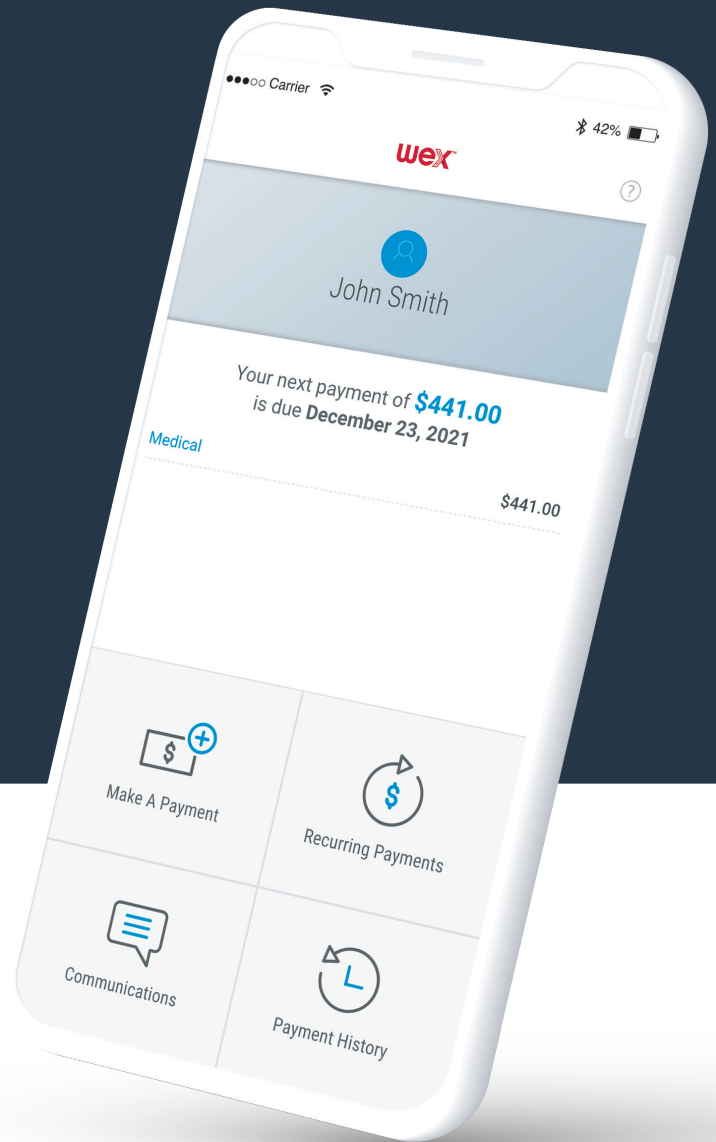 Carrier
42%
wex
?
John Smith
Your next payment of $441.00
is due December 23, 2021
Medical
$441.00
$
Make A Payment
$
Recurring Payments
Communications
Payment History